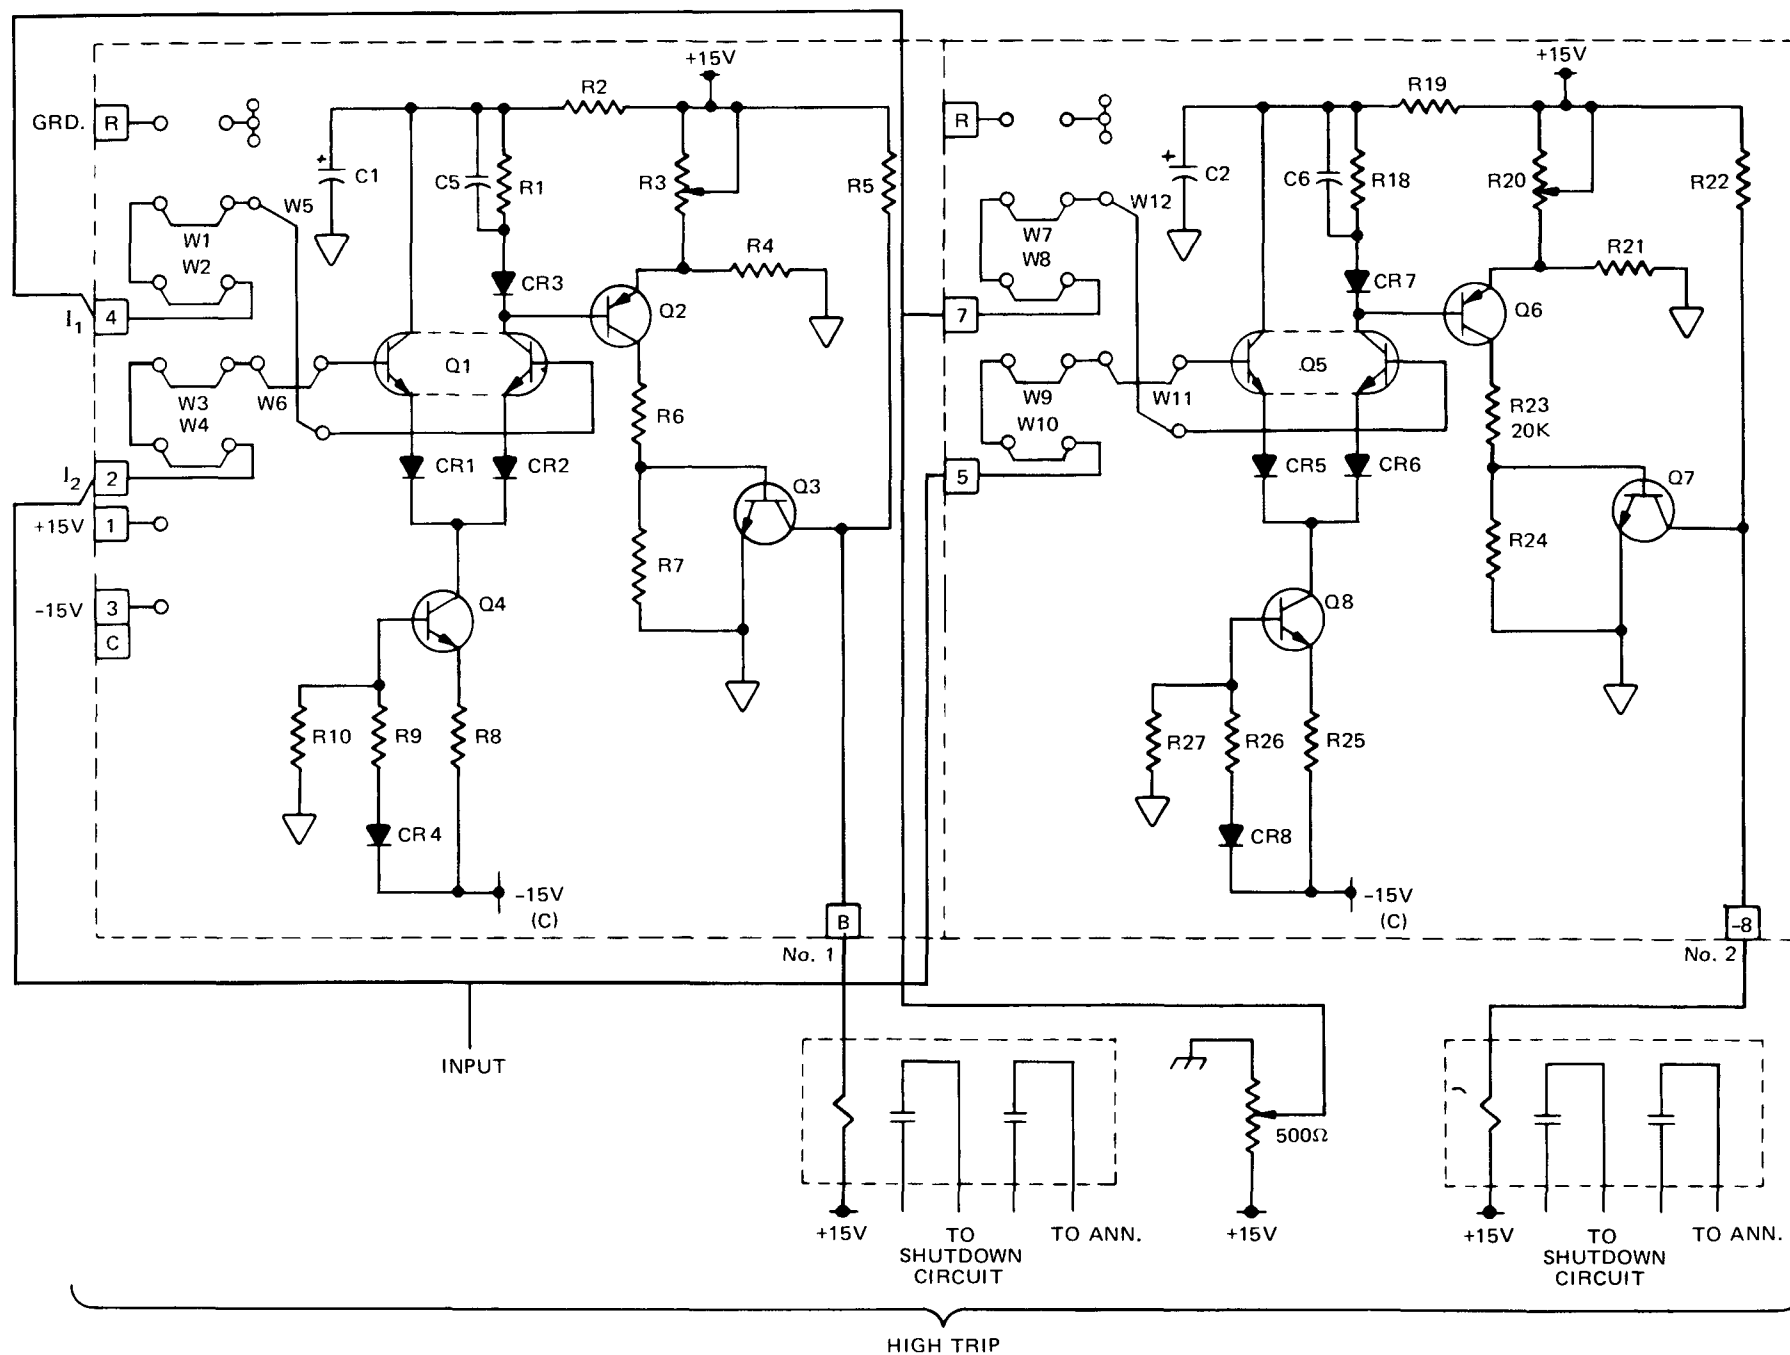 +15V
+15V
R2
R19
GRD. R
R
C1
C5
R1
R3
R5
C2
C6
R18
R20
R22
W5
W12
W1
W2
W7
W8
R4
R21
CR3
CR7
I1 4
7
Q2
Q6
Q1
Q5
W3
W4
W6
W9
W10
W11
R6
R23
20K
I2 2
5
CR1
CR2
CR5
CR6
Q3
Q7
+15V 1
R7
R24
-15V 3
C
Q4
Q8
R10
R9
R8
R27
R26
R25
CR4
CR8
-15V
(C)
-15V
(C)
B
-8
No. 1
No. 2
INPUT
500Ω
+15V
TO
SHUTDOWN
CIRCUIT
TO ANN.
+15V
+15V
TO
SHUTDOWN
CIRCUIT
TO ANN.
HIGH TRIP